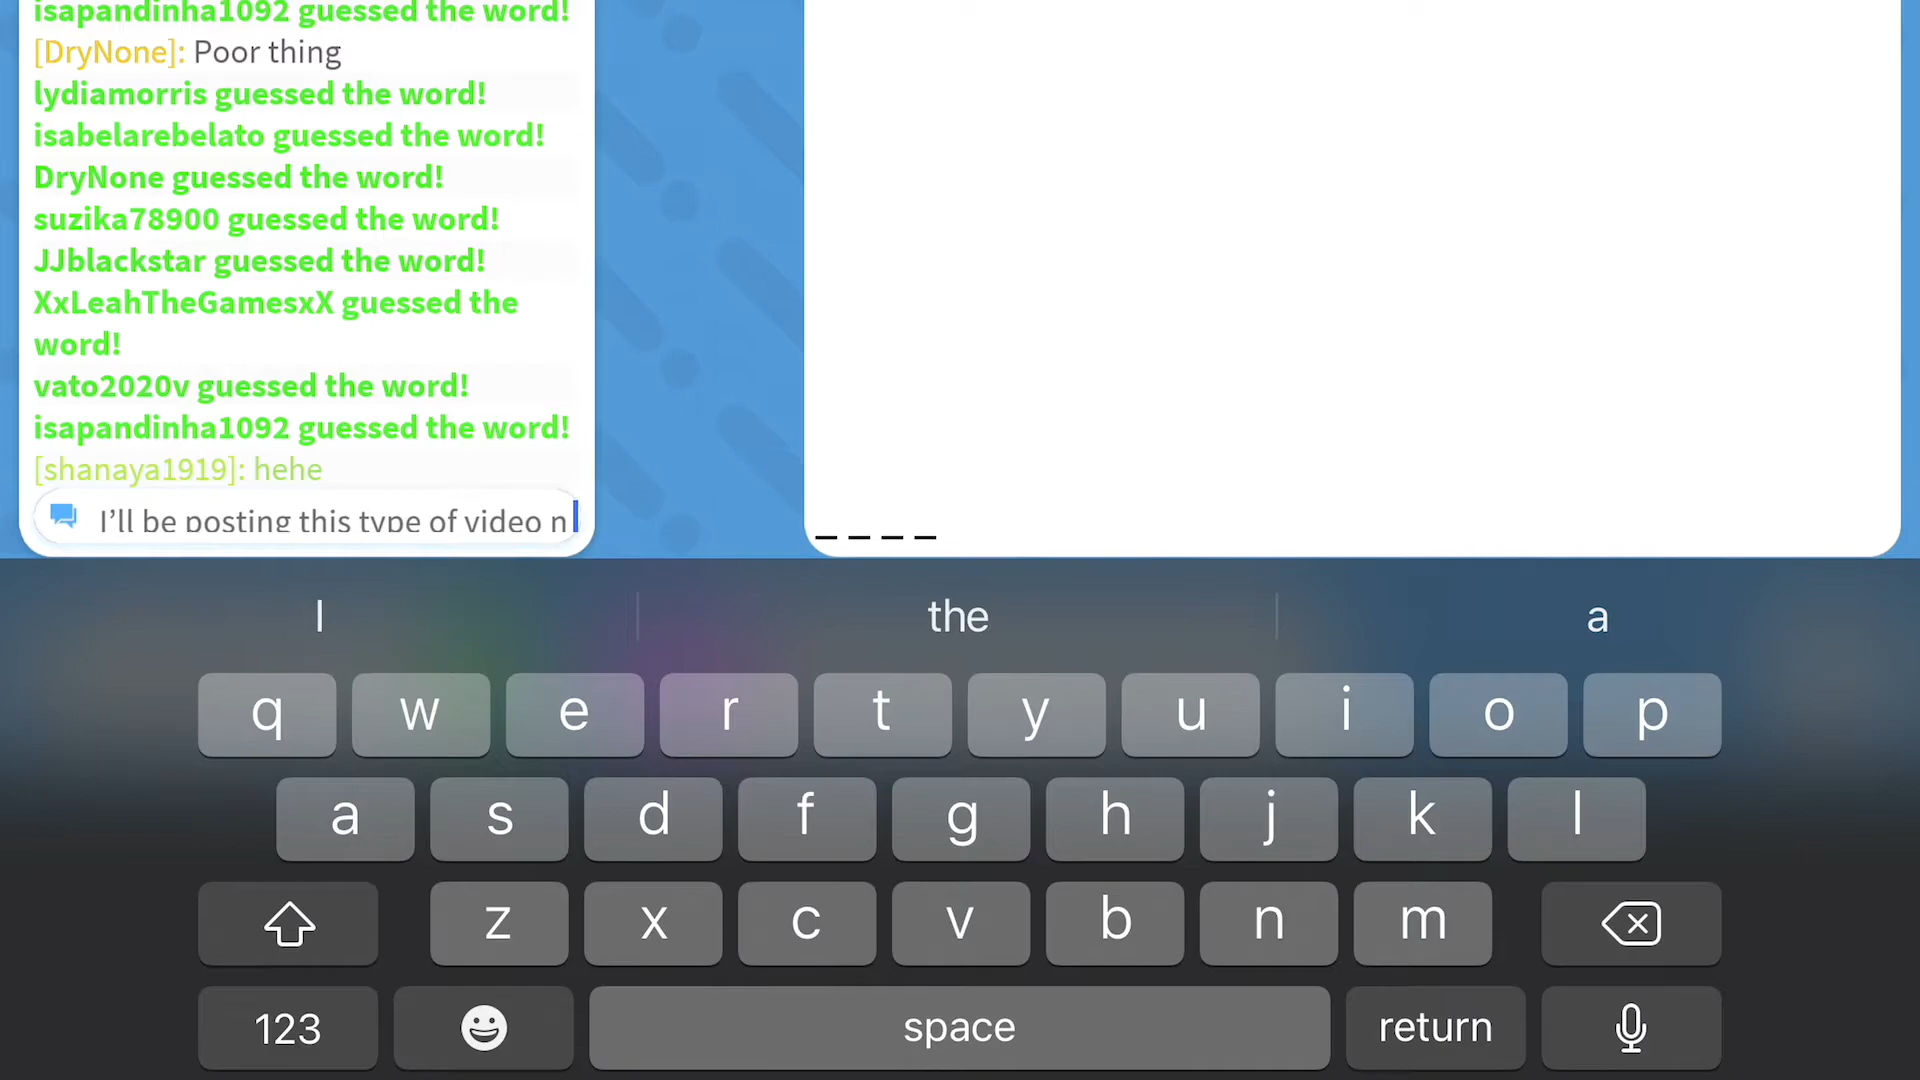 isapandinha1092 guessed the word!
[DryNone]: Poor thing
lydiamorris guessed the word!
isabelarebelato guessed the word!
DryNone guessed the word!
suzika78900 guessed the word!
JJblackstar guessed the word!
XxLeahTheGamesxX guessed the
word!
vato2020v guessed the word!
isapandinha1092 guessed the word!
[shanaya1919]: hehe
I’ll be posting this type of video n
_ _ _ _
I the a
q w e r t y u i o p
a s d f g h j k l
z x c v b n m
123 space return